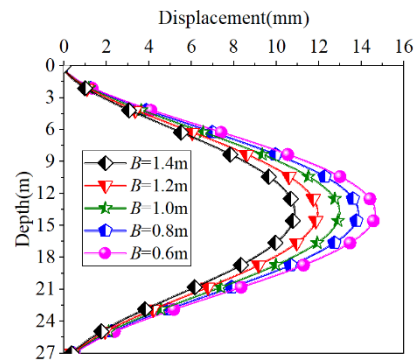 Displacement(mm)
0 2 4 6 8 10 12 14 16
Depth(m)
0
3
6
9
12
15
18
21
24
27
B=1.4m
B=1.2m
B=1.0m
B=0.8m
B=0.6m